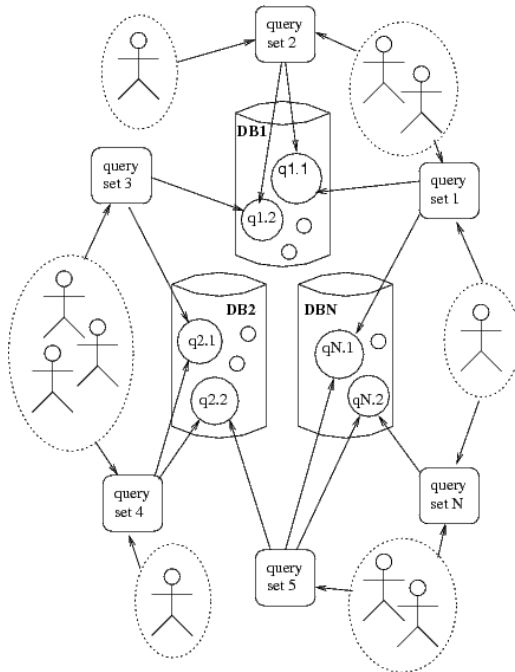 query
set 2
DB1
q1.1
query
set 3
query
set 1
q1.2
DB2
DBN
q2.1
qN.1
q2.2
qN.2
query
set 4
query
set N
query
set 5